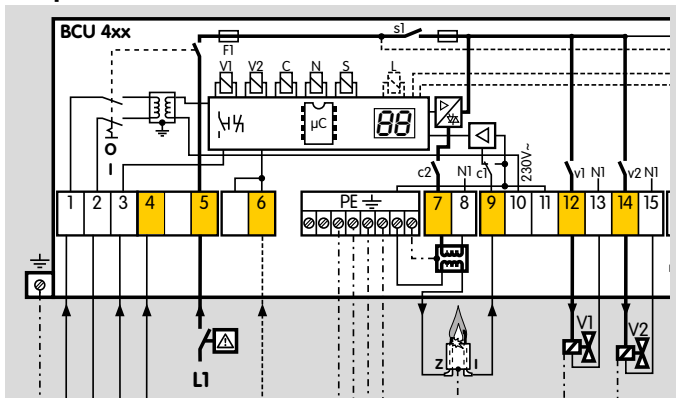 BCU 4xx
s1
F1
V1 V2 C N S L
µC
88
O
I
c2 N1 c1 230V~ v1 N1 v2 N1
1 2 3 4 5 6 PE 7 8 9 10 11 12 13 14 15
V1
V2
Z I
L1